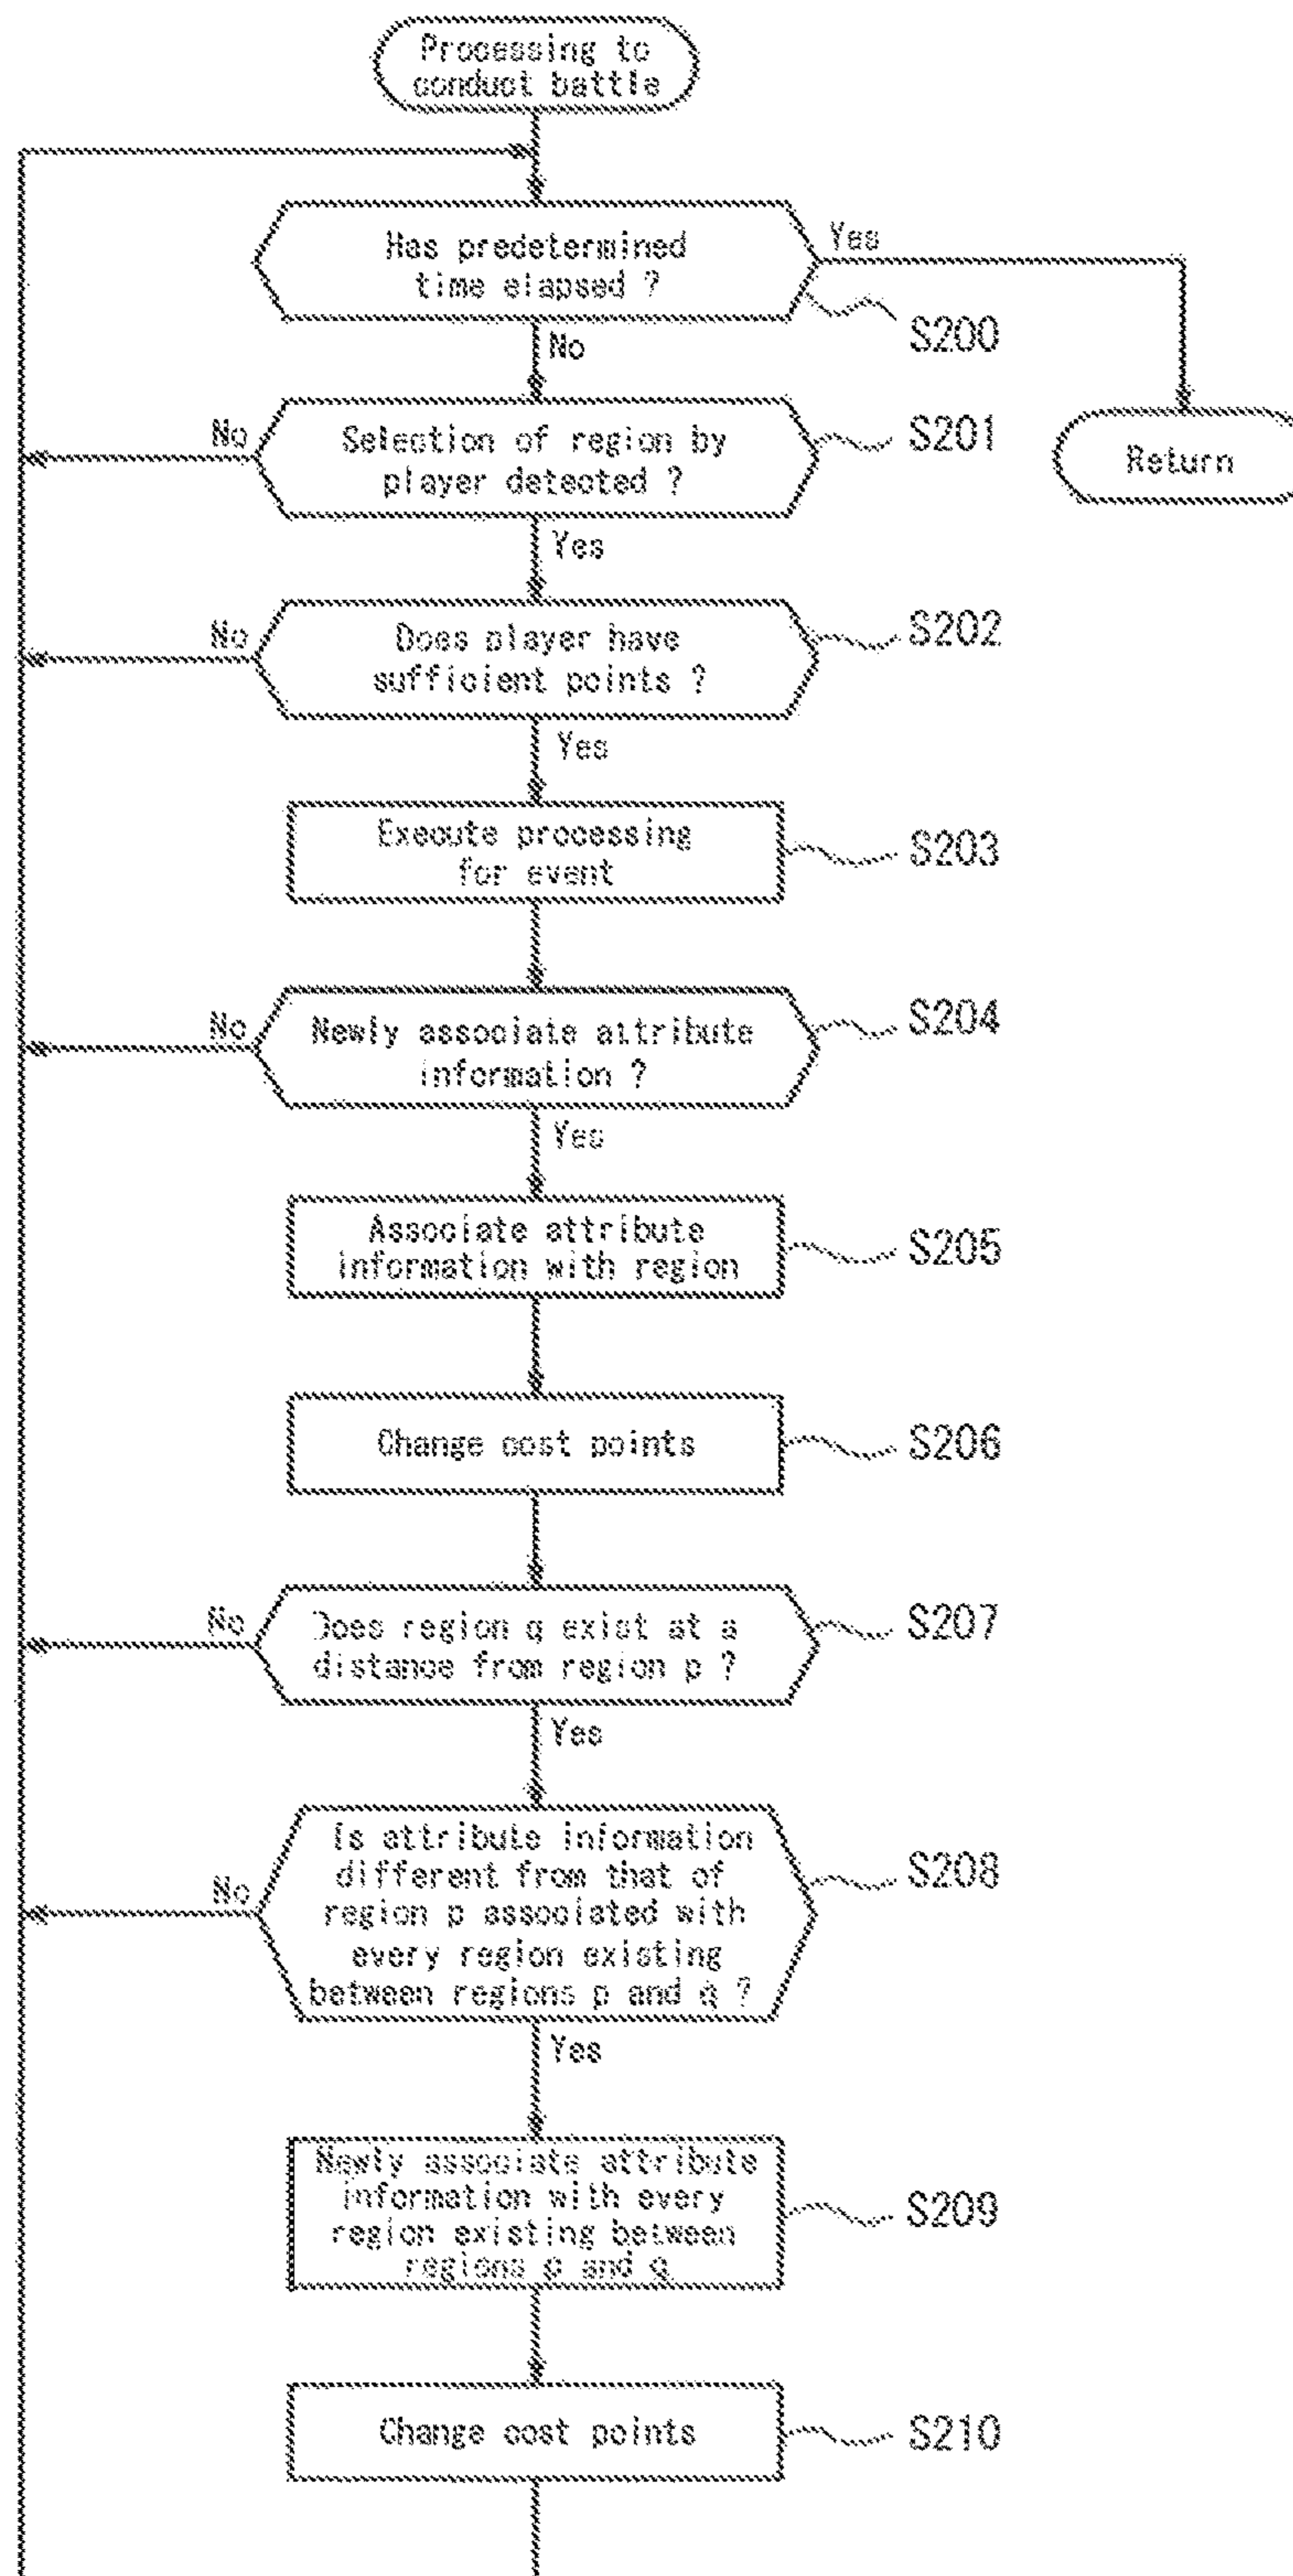 Processing to
conduct battle
Has predetermined
time elapsed ?
Yes
S200
No
Selection of region by
player detected ?
No
S201
Return
Yes
Does player have
sufficient points ?
No
S202
Yes
Execute processing
for event
S203
Newly associate attribute
information ?
No
S204
Yes
Associate attribute
information with region
S205
Change cost points
S206
Does region q exist at a
distance from region p ?
No
S207
Yes
Is attribute information
different from that of
region p associated with
every region existing
between regions p and q ?
No
S208
Yes
Newly associate attribute
information with every
region existing between
regions p and q
S209
Change cost points
S210